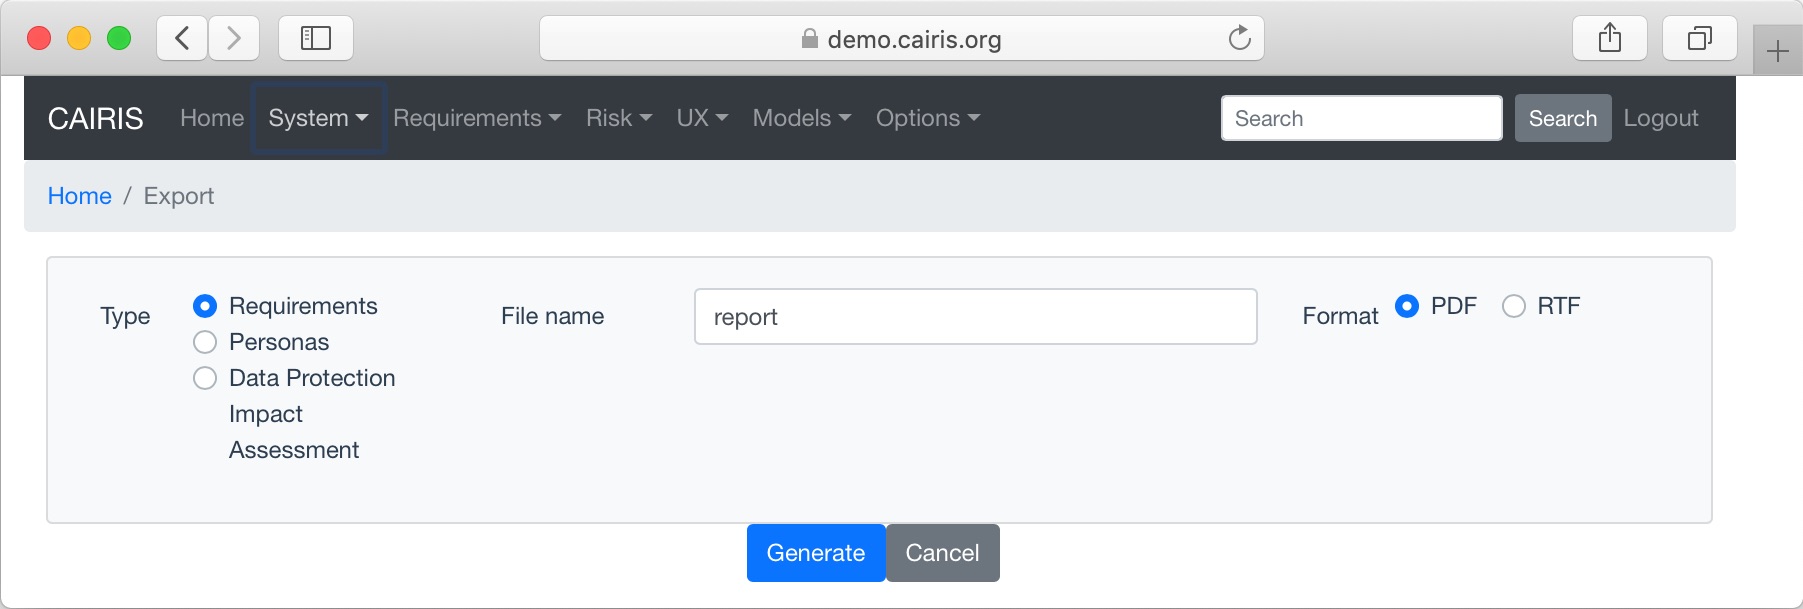 demo.cairis.org
CAIRIS Home System Requirements Risk UX Models Options Search Search Logout
Home / Export
Type
Requirements
Personas
Data Protection
Impact
Assessment
File name
report
Format
PDF
RTF
Generate Cancel